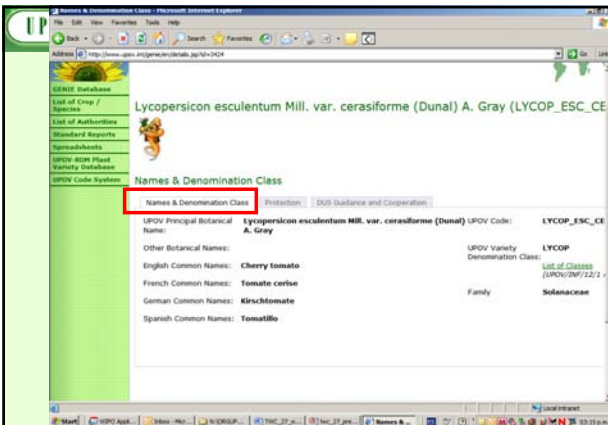 UP
Names & Denomination Class - Microsoft Internet Explorer
File Edit View Favorites Tools Help
Back Search Favorites
Address http://www.upov.int/genie/en/details.jsp?id=3424 Go
GENIE Database
List of Crop / Species
List of Authorities
Standard Reports
Spreadsheets
UPOV-ROM Plant Variety Database
UPOV Code System
Lycopersicon esculentum Mill. var. cerasiforme (Dunal) A. Gray (LYCOP_ESC_CE
Names & Denomination Class
Names & Denomination Class Protection DUS Guidance and Cooperation
UPOV Principal Botanical Name: Lycopersicon esculentum Mill. var. cerasiforme (Dunal) A. Gray
Other Botanical Names:
English Common Names: Cherry tomato
French Common Names: Tomate cerise
German Common Names: Kirschtomate
Spanish Common Names: Tomatillo
UPOV Code: LYCOP_ESC_CE
UPOV Variety Denomination Class: LYCOP
List of Classes
(UPOV/INF/12/1
Family Solanaceae
Local intranet
Start
Names &